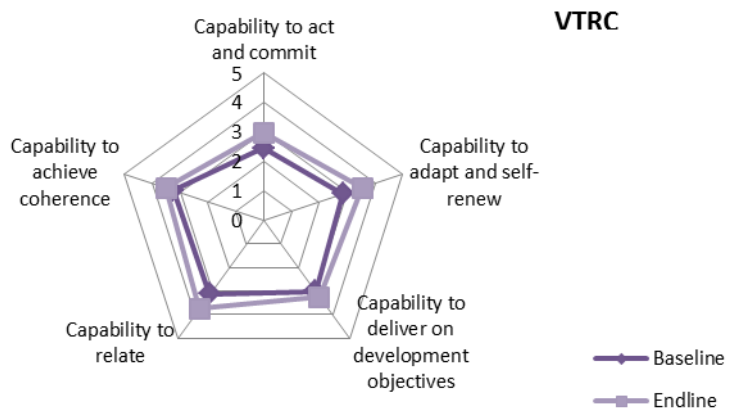 VTRC
Capability to act
and commit
5
4
3
2
1
0
Capability to
achieve
coherence
Capability to
adapt and self-
renew
Capability to
relate
Capability to
deliver on
development
objectives
Baseline
Endline